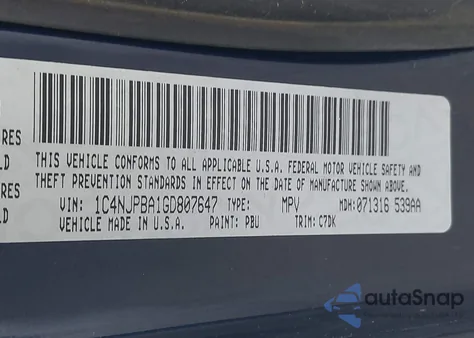 RES
LD
THIS VEHICLE CONFORMS TO ALL APPLICABLE U.S.A. FEDERAL MOTOR VEHICLE SAFETY AND
THEFT PREVENTION STANDARDS IN EFFECT ON THE DATE OF MANUFACTURE SHOWN ABOVE.
VIN: 1C4NJPBA1GD807647 TYPE: MPV MDH: 071316 539AA
VEHICLE MADE IN U.S.A. PAINT: PBU TRIM: C7DK
autoSnap